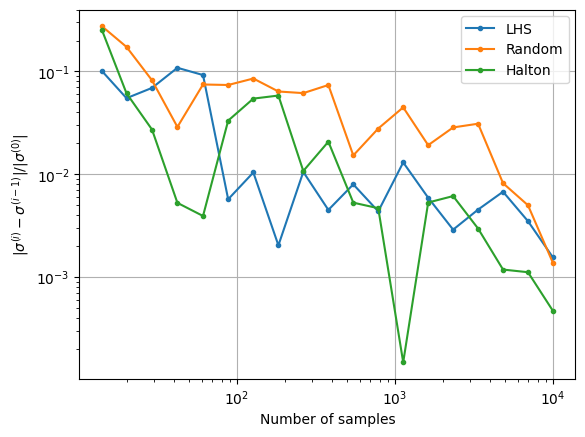 LHS
Random
Halton
10⁻¹
10⁻²
10⁻³
|σ⁽ⁱ⁾ − σ⁽ⁱ⁻¹⁾|/|σ⁽⁰⁾|
10² 10³ 10⁴
Number of samples